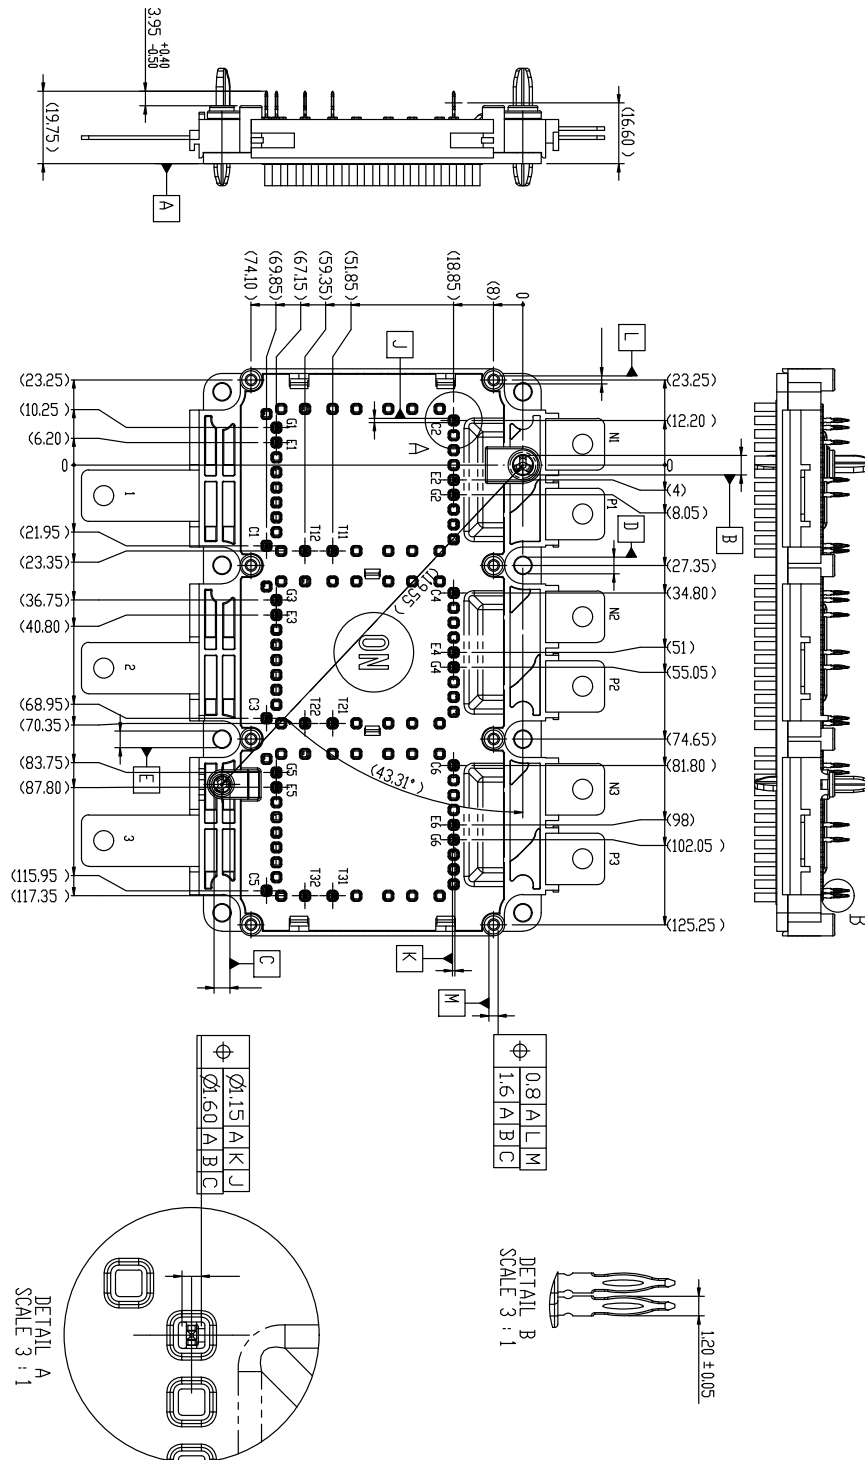 3.95 +0.40 -0.50
(19.75)
(16.60)
A
(74.10)
(69.85)
(67.15)
(59.35)
(51.85)
(18.85)
(8)
0
L
J
(23.25)
(10.25)
(6.20)
0
(21.95)
(23.35)
(36.75)
(40.80)
(68.95)
(70.35)
(83.75)
(87.80)
(115.95)
(117.35)
(23.25)
(12.20)
0
(4)
(8.05)
(27.35)
(34.80)
(51)
(55.05)
(74.65)
(81.80)
(98)
(102.05)
(125.25)
B
D
E
C
K
M
A
G1
E1
C1
T12
T11
C2
E2
G2
N1
P1
1
G3
E3
C3
T22
T21
C4
E4
G4
N2
P2
2
G5
E5
C5
T32
T31
C6
E6
G6
N3
P3
3
ON
(119.55)
(43.31°)
B
0.8 A L M
1.6 A B C
Ø1.15 A K J
Ø1.60 A B C
DETAIL A
SCALE 3 : 1
DETAIL B
SCALE 3 : 1
1.20 ±0.05